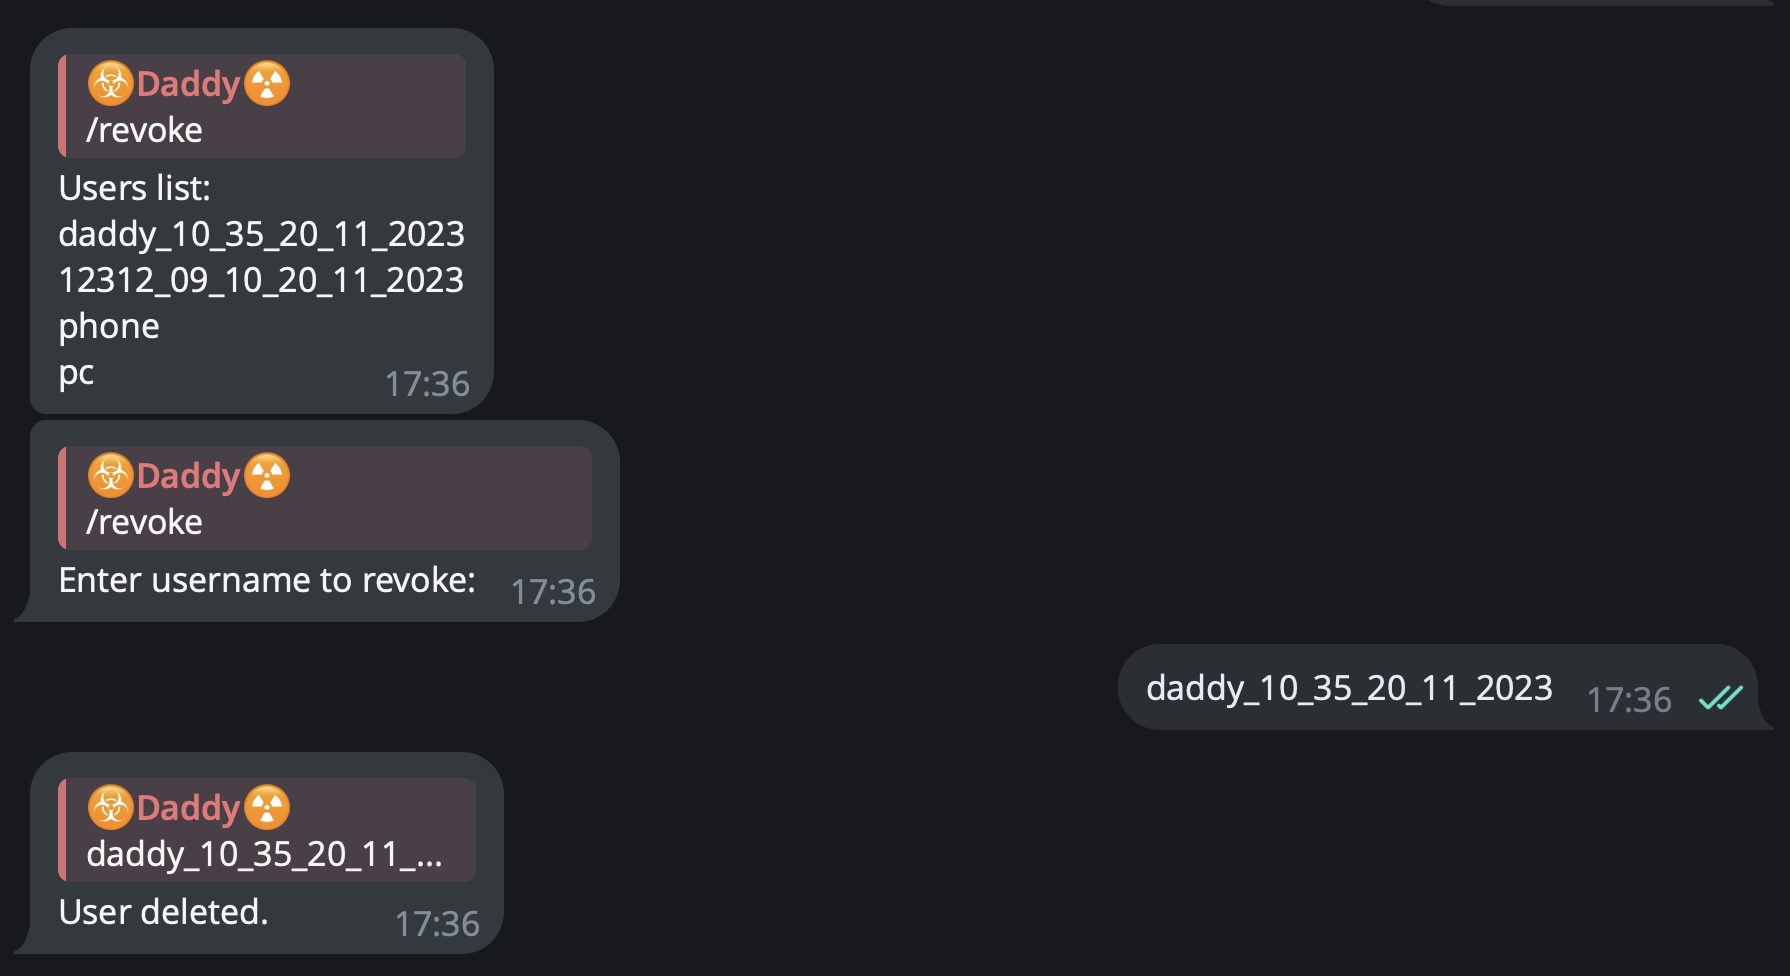 ☣Daddy☢
/revoke
Users list:
daddy_10_35_20_11_2023
12312_09_10_20_11_2023
phone
pc
17:36
☣Daddy☢
/revoke
Enter username to revoke:
17:36
daddy_10_35_20_11_2023
17:36
☣Daddy☢
daddy_10_35_20_11_...
User deleted.
17:36